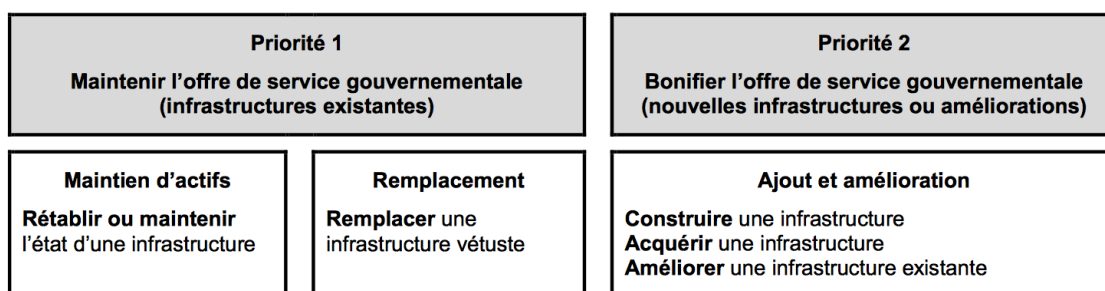 Priorité 1
Maintenir l'offre de service gouvernementale
(infrastructures existantes)
Priorité 2
Bonifier l'offre de service gouvernementale
(nouvelles infrastructures ou améliorations)
Maintien d'actifs
Rétablir ou maintenir
l'état d'une infrastructure
Remplacement
Remplacer une
infrastructure vétuste
Ajout et amélioration
Construire une infrastructure
Acquérir une infrastructure
Améliorer une infrastructure existante